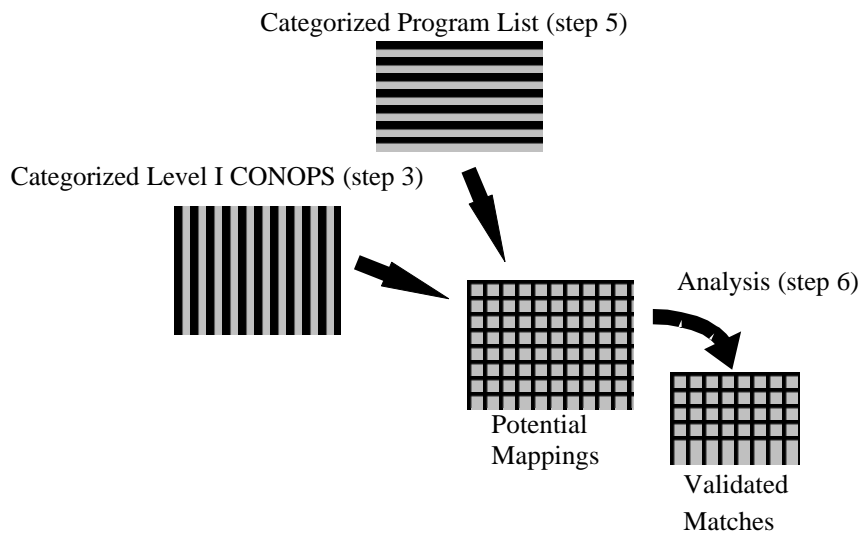 Categorized Program List (step 5)
Categorized Level I CONOPS (step 3)
Analysis (step 6)
Potential
Mappings
Validated
Matches